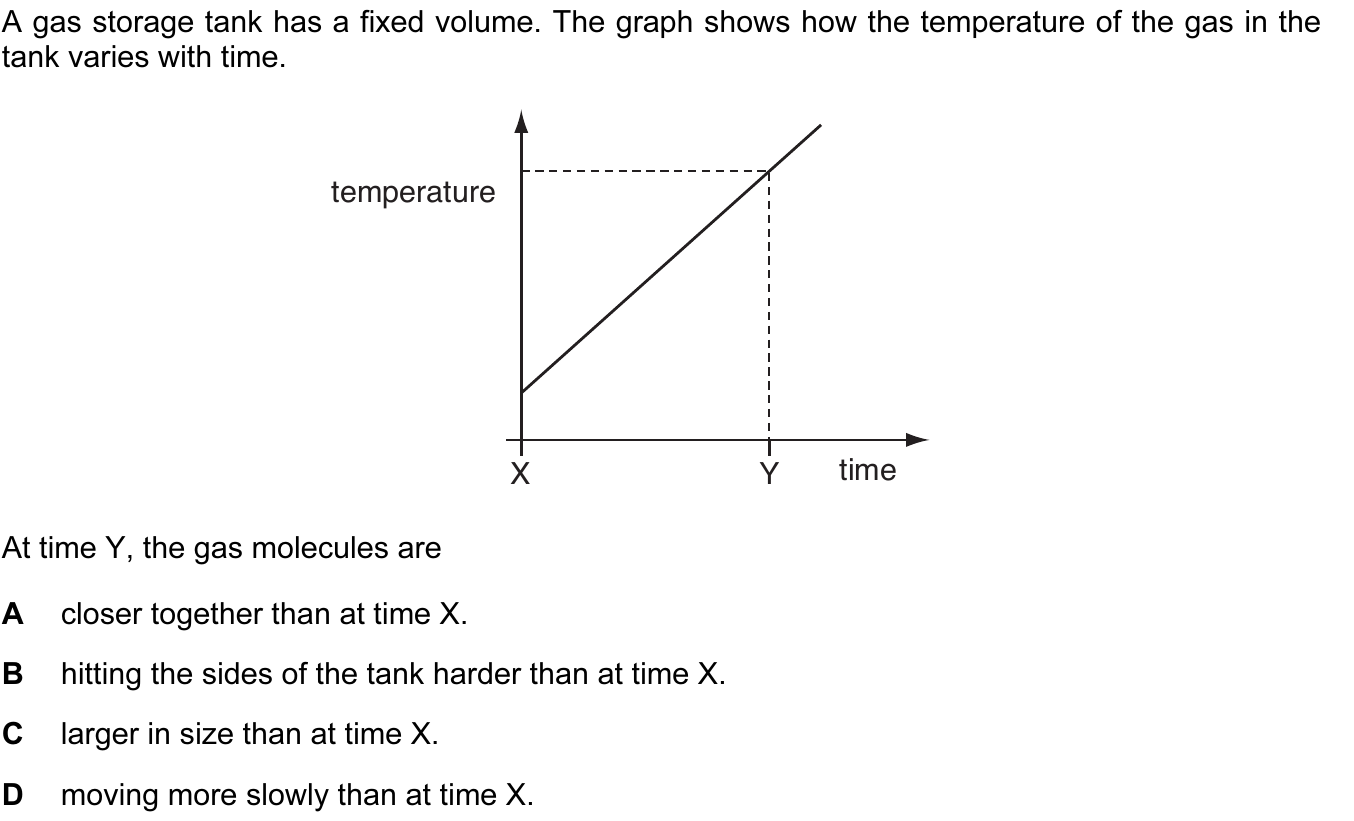 A gas storage tank has a fixed volume. The graph shows how the temperature of the gas in the
tank varies with time.
temperature
X
Y
time
At time Y, the gas molecules are
A closer together than at time X.
B hitting the sides of the tank harder than at time X.
C larger in size than at time X.
D moving more slowly than at time X.